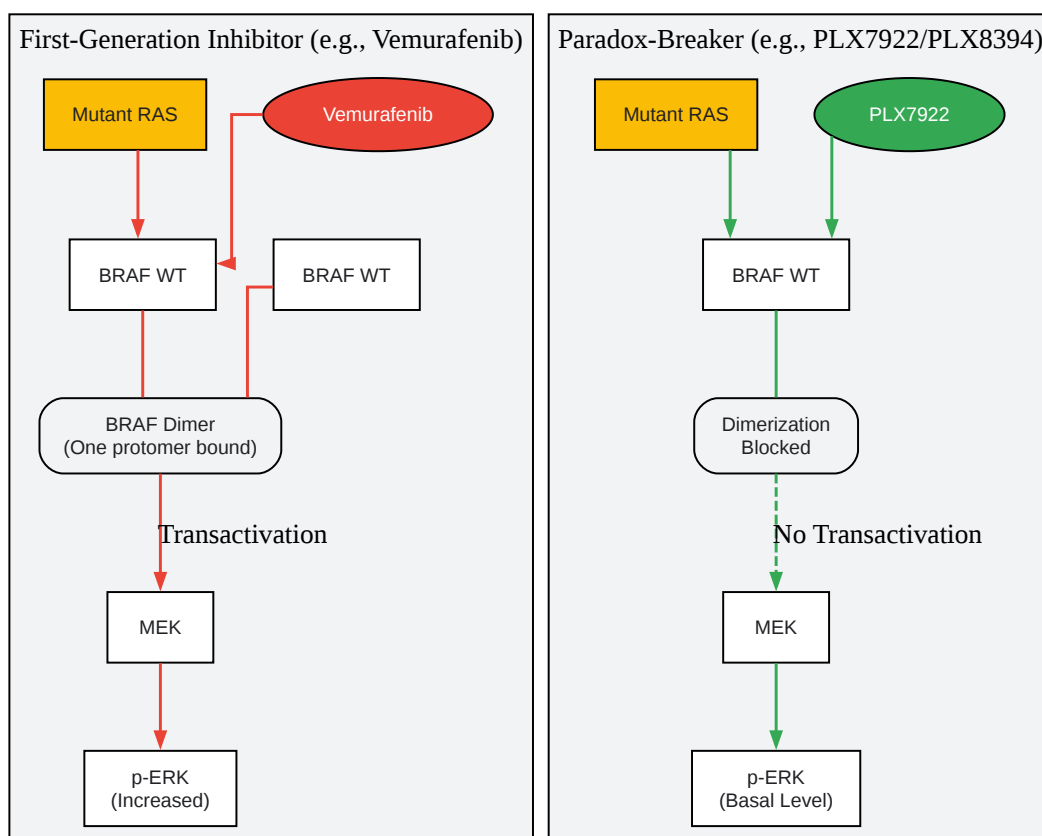 First-Generation Inhibitor (e.g., Vemurafenib)
Mutant RAS
Vemurafenib
BRAF WT
BRAF WT
BRAF Dimer
(One protomer bound)
Transactivation
MEK
p-ERK
(Increased)
Paradox-Breaker (e.g., PLX7922/PLX8394)
Mutant RAS
PLX7922
BRAF WT
Dimerization
Blocked
No Transactivation
MEK
p-ERK
(Basal Level)